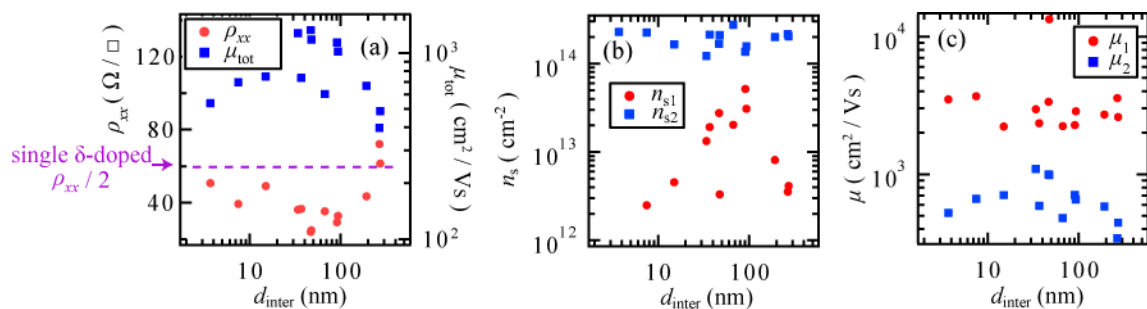 ρxx
μtot
(a)
120
80
40
ρxx ( Ω / □ )
10³
10²
μtot (cm² / Vs)
single δ-doped
ρxx / 2
10
100
dinter (nm)
(b)
10¹⁴
10¹³
10¹²
ns ( cm⁻²)
ns1
ns2
10
100
dinter (nm)
(c)
10⁴
10³
μ ( cm² / Vs)
μ1
μ2
10
100
dinter (nm)